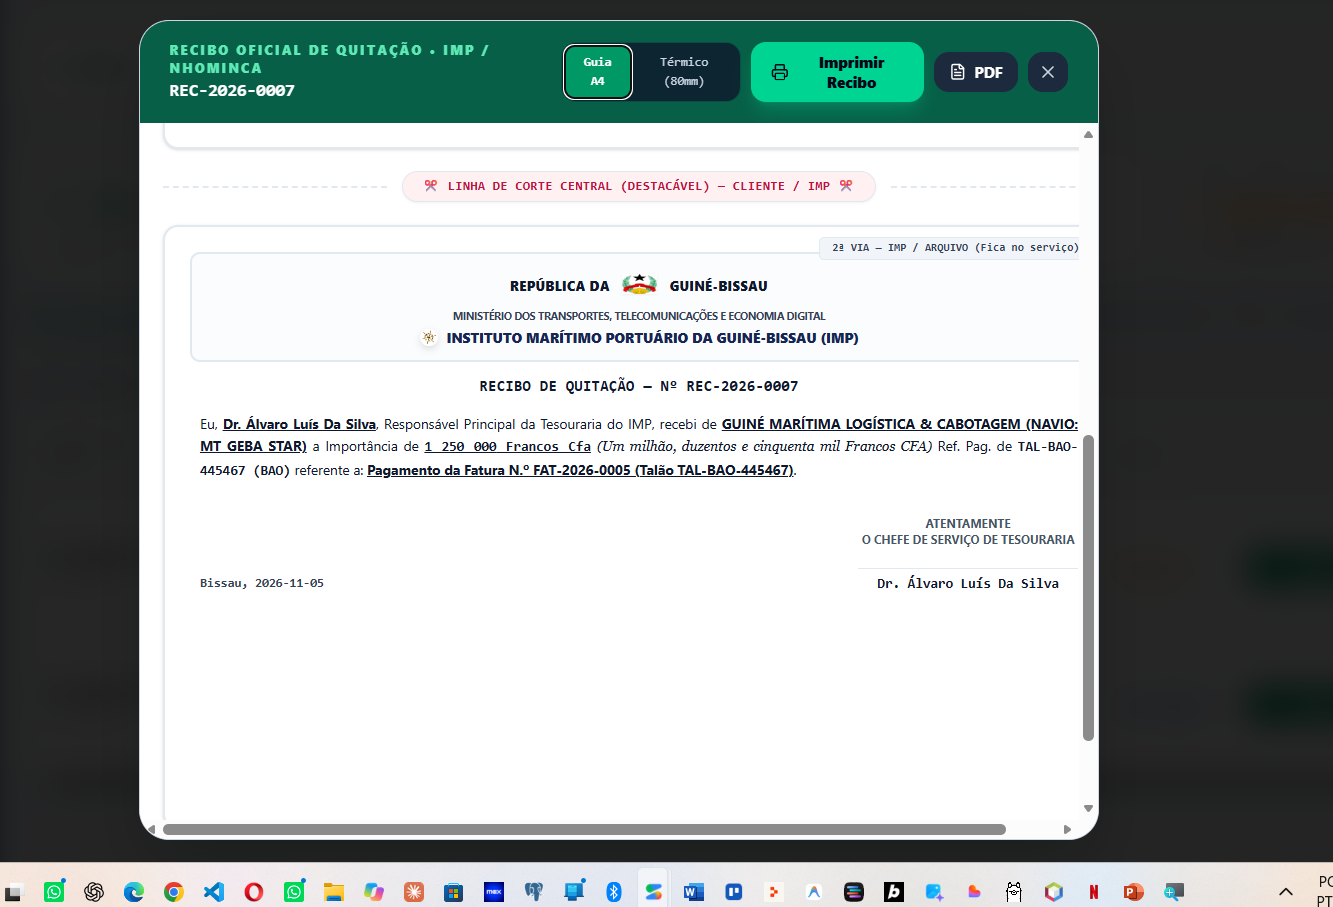 RECIBO OFICIAL DE QUITAÇÃO • IMP /
NHOMINCA
REC-2026-0007
Guia
A4
Térmico
(80mm)
Imprimir
Recibo
PDF
LINHA DE CORTE CENTRAL (DESTACÁVEL) — CLIENTE / IMP
2ª VIA — IMP / ARQUIVO (Fica no serviço)
REPÚBLICA DA GUINÉ-BISSAU
MINISTÉRIO DOS TRANSPORTES, TELECOMUNICAÇÕES E ECONOMIA DIGITAL
INSTITUTO MARÍTIMO PORTUÁRIO DA GUINÉ-BISSAU (IMP)
RECIBO DE QUITAÇÃO — Nº REC-2026-0007
Eu, Dr. Álvaro Luís Da Silva, Responsável Principal da Tesouraria do IMP, recebi de GUINÉ MARÍTIMA LOGÍSTICA & CABOTAGEM (NAVIO:
MT GEBA STAR) a Importância de 1 250 000 Francos Cfa (Um milhão, duzentos e cinquenta mil Francos CFA) Ref. Pag. de TAL-BAO-
445467 (BAO) referente a: Pagamento da Fatura N.º FAT-2026-0005 (Talão TAL-BAO-445467).
ATENTAMENTE
O CHEFE DE SERVIÇO DE TESOURARIA
Bissau, 2026-11-05
Dr. Álvaro Luís Da Silva
max